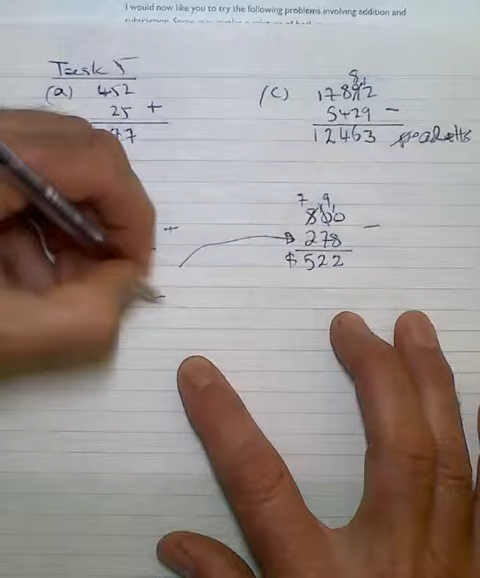 I would now like you to try the following problems involving addition and
Task 5
(a) 452
25 +
77
+
(c) 17892
5429 -
12463
800
$ 278 -
$ 522